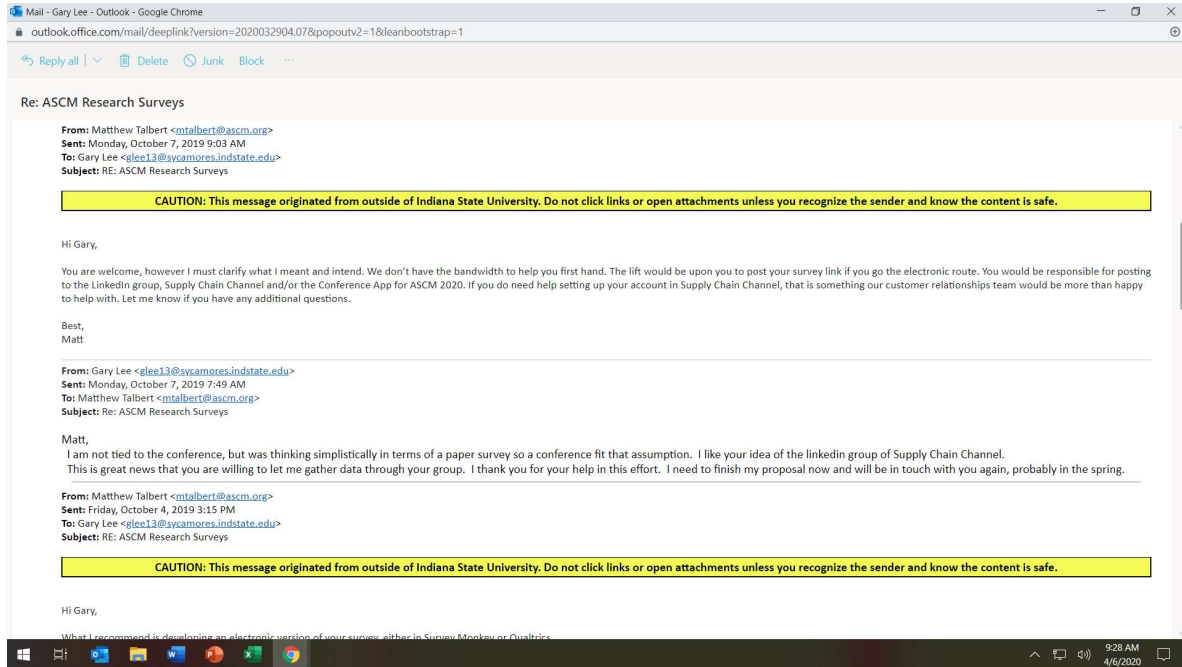 Mail - Gary Lee - Outlook - Google Chrome
outlook.office.com/mail/deeplink?version=2020032904.07&popoutv2=1&leanbootstrap=1
Reply all | Delete Junk Block ...
Re: ASCM Research Surveys
From: Matthew Talbert <mtalbert@ascm.org>
Sent: Monday, October 7, 2019 9:03 AM
To: Gary Lee <glee13@sycamores.indstate.edu>
Subject: RE: ASCM Research Surveys
CAUTION: This message originated from outside of Indiana State University. Do not click links or open attachments unless you recognize the sender and know the content is safe.
Hi Gary,
You are welcome, however I must clarify what I meant and intend. We don't have the bandwidth to help you first hand. The lift would be upon you to post your survey link if you go the electronic route. You would be responsible for posting
to the LinkedIn group, Supply Chain Channel and/or the Conference App for ASCM 2020. If you do need help setting up your account in Supply Chain Channel, that is something our customer relationships team would be more than happy
to help with. Let me know if you have any additional questions.
Best,
Matt
From: Gary Lee <glee13@sycamores.indstate.edu>
Sent: Monday, October 7, 2019 7:49 AM
To: Matthew Talbert <mtalbert@ascm.org>
Subject: Re: ASCM Research Surveys
Matt,
I am not tied to the conference, but was thinking simplistically in terms of a paper survey so a conference fit that assumption. I like your idea of the linkedin group of Supply Chain Channel.
This is great news that you are willing to let me gather data through your group. I thank you for your help in this effort. I need to finish my proposal now and will be in touch with you again, probably in the spring.
From: Matthew Talbert <mtalbert@ascm.org>
Sent: Friday, October 4, 2019 3:15 PM
To: Gary Lee <glee13@sycamores.indstate.edu>
Subject: RE: ASCM Research Surveys
CAUTION: This message originated from outside of Indiana State University. Do not click links or open attachments unless you recognize the sender and know the content is safe.
Hi Gary,
What I recommend is developing an electronic version of your survey, either in Survey Monkey or Qualtrics
9:28 AM
4/6/2020